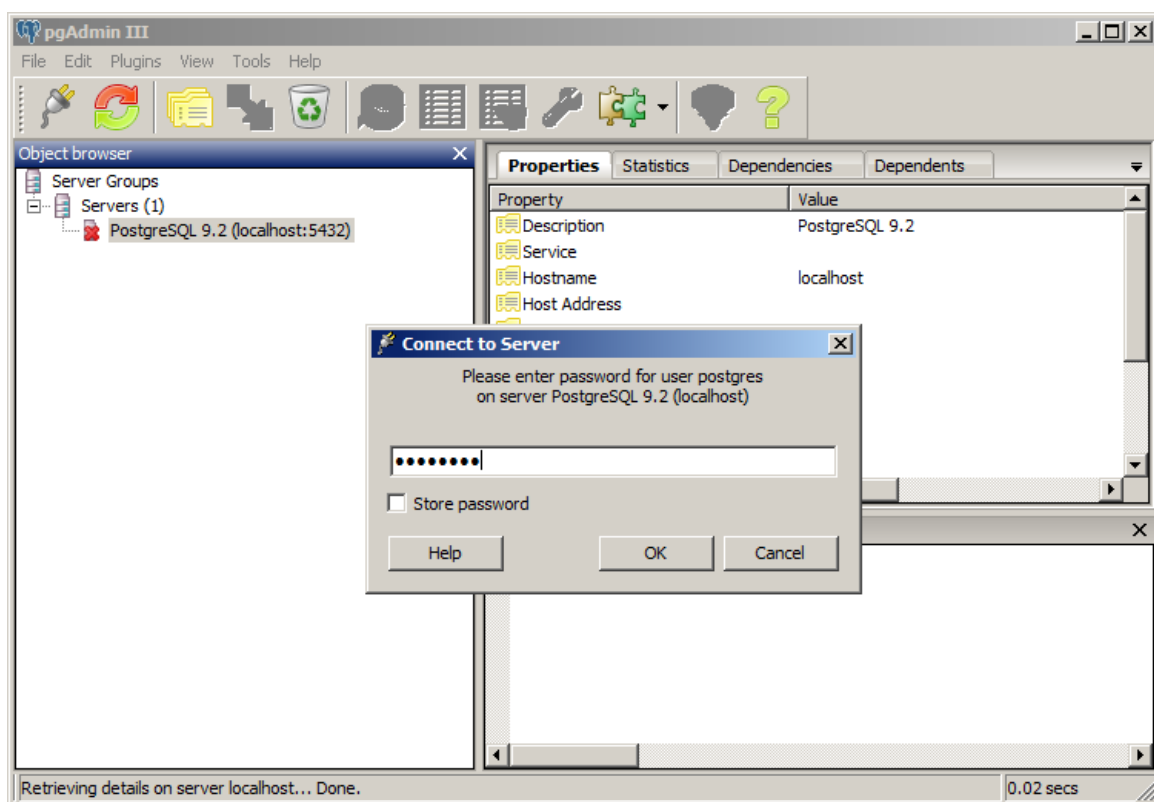 pgAdmin III
File Edit Plugins View Tools Help
Object browser
Server Groups
Servers (1)
PostgreSQL 9.2 (localhost:5432)
Properties Statistics Dependencies Dependents
Property Value
Description PostgreSQL 9.2
Service
Hostname localhost
Host Address
Connect to Server
Please enter password for user postgres
on server PostgreSQL 9.2 (localhost)
••••••••
Store password
Help OK Cancel
Retrieving details on server localhost... Done. 0.02 secs